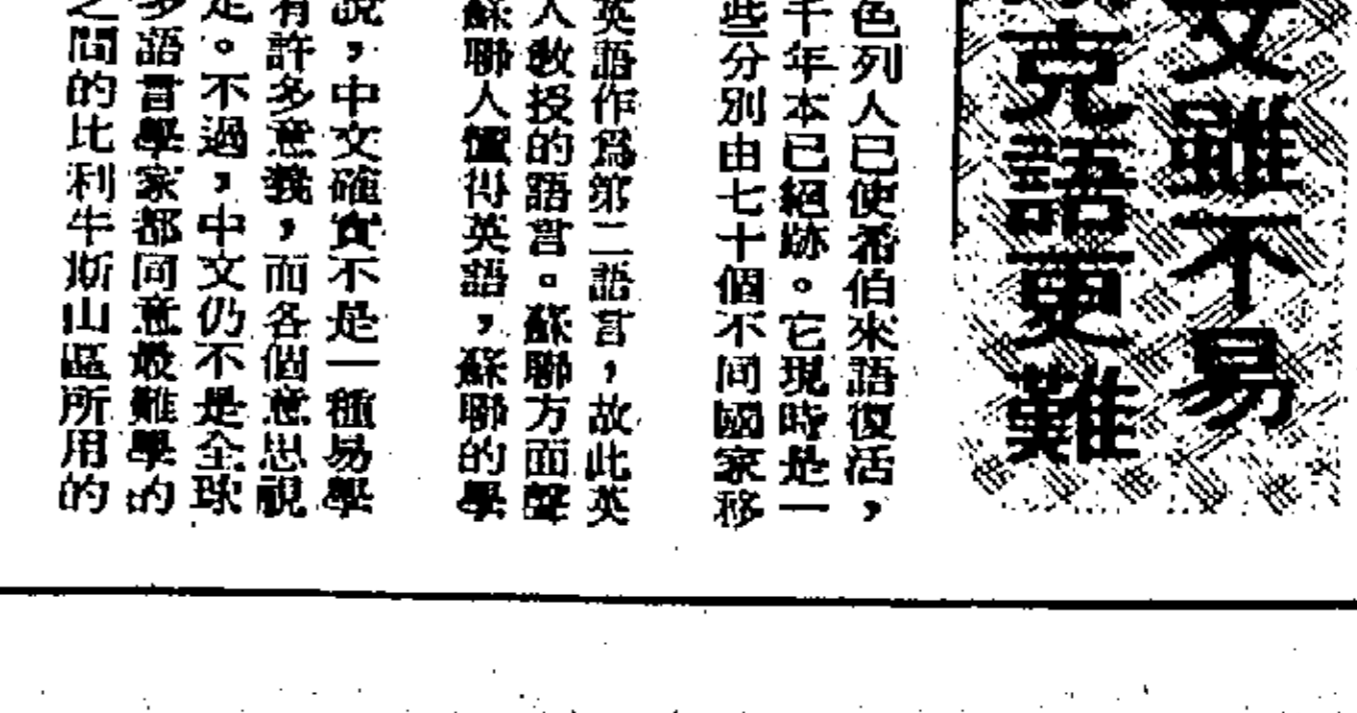 文雖不易
克語更難
色列人已使希伯來語復活，
千年本已絕跡。它現時是一
些分別由七十個不同國家移
英語作爲第二語言，故此英
人敎授的語言。蘇聯方面聲
蘇聯人懂得英語，蘇聯的學
說，中文確實不是一種易學
有許多意義，而各個意思說
是。不過，中文仍不是全球
多語言學家都同意最難學的
之間的比利牛斯山區所用的